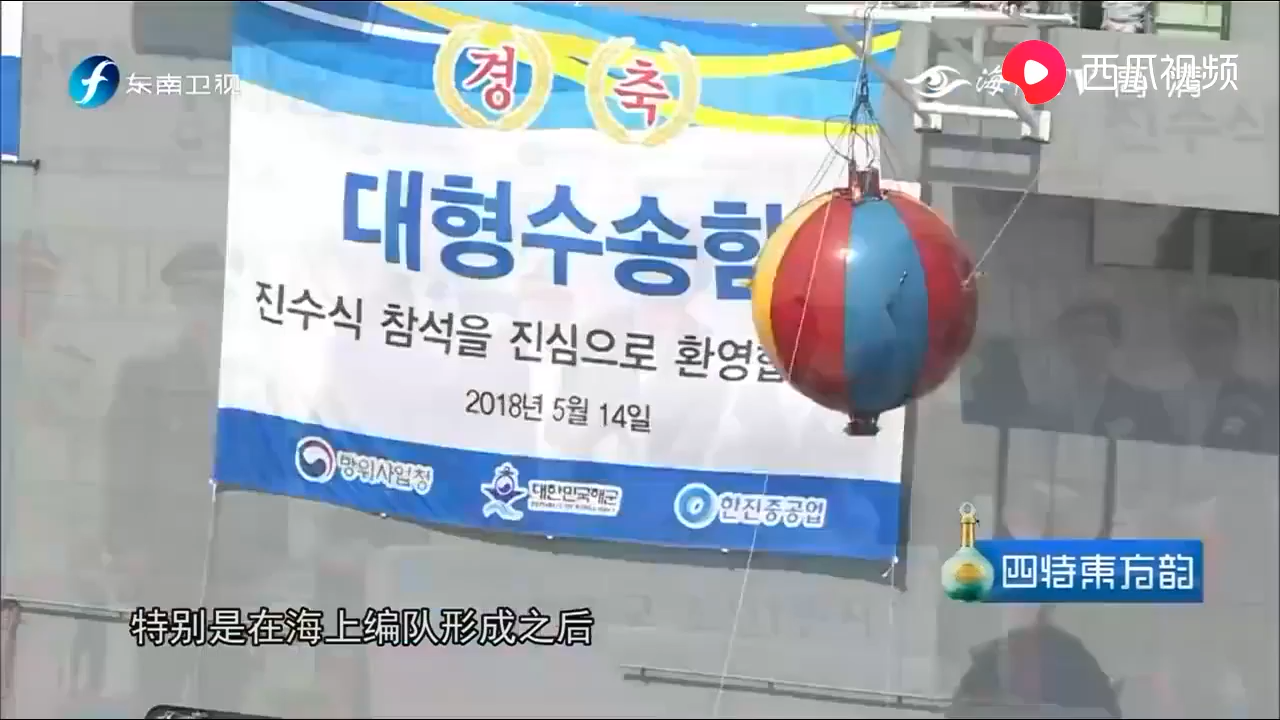 东南卫视
西瓜视频
경 축
대형수송함
진수식 참석을 진심으로 환영합
2018년 5월 14일
방위사업청
대한민국해군
한진중공업
四特东方韵
特别是在海上编队形成之后